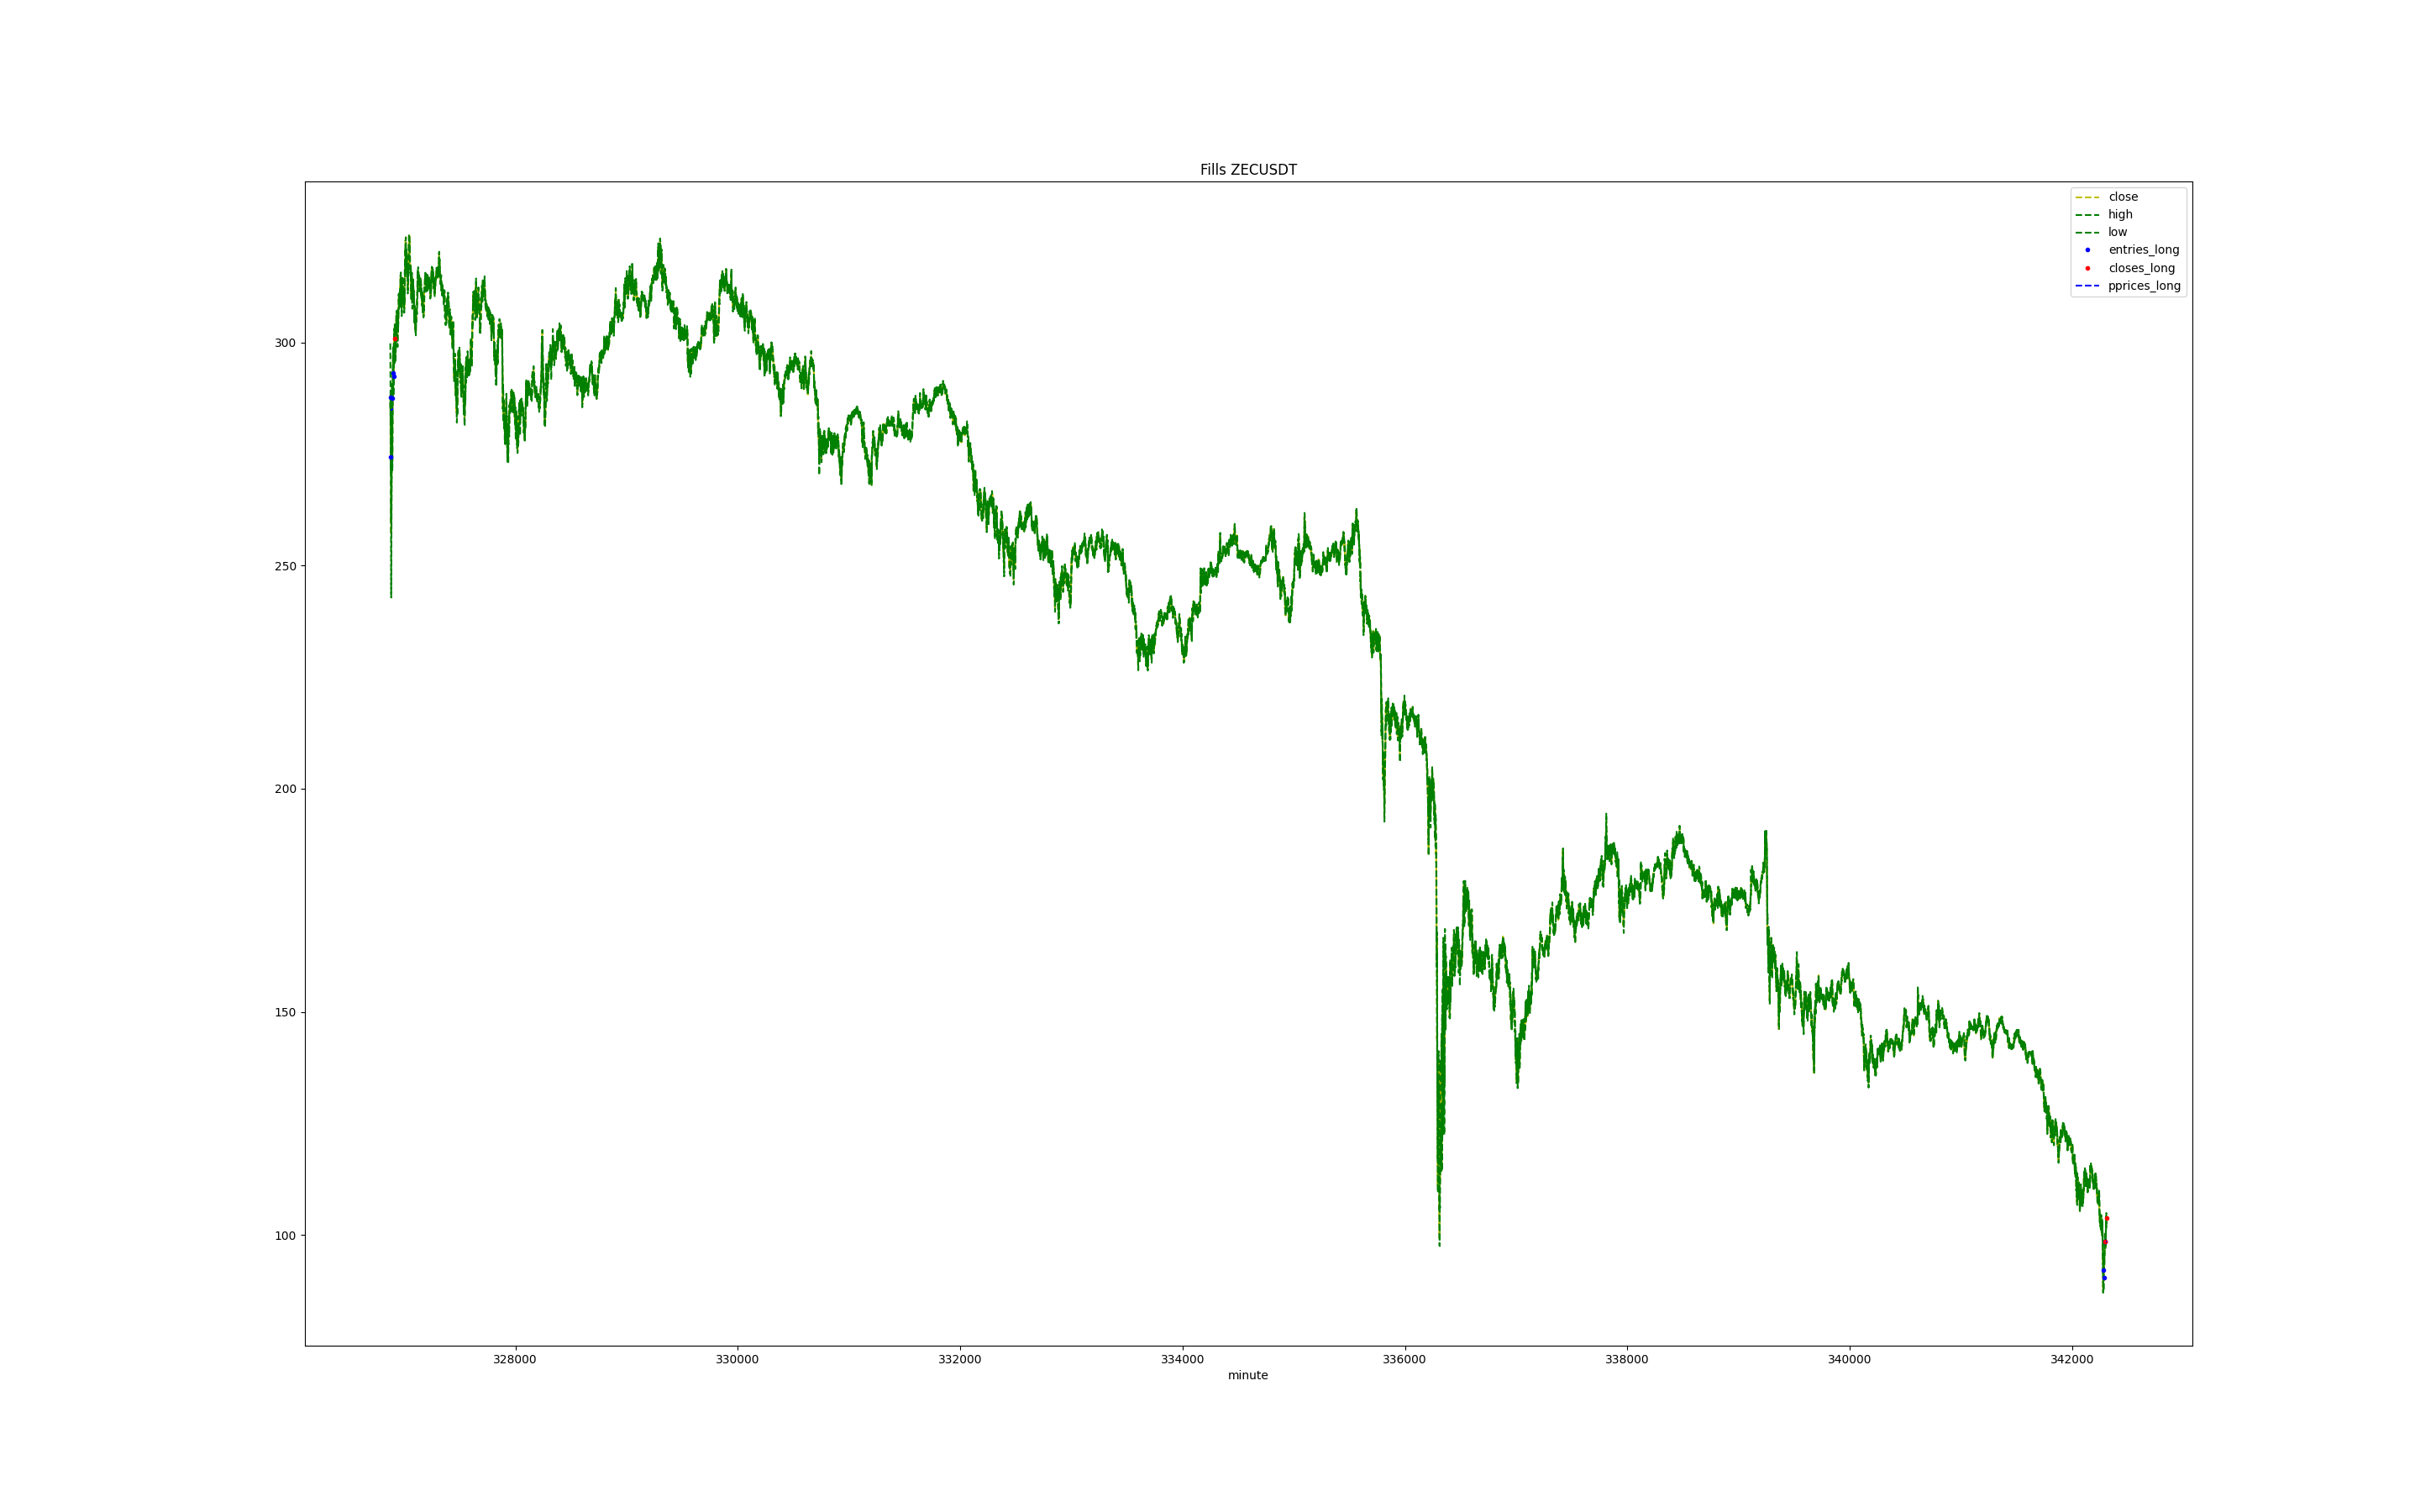 Fills ZECUSDT
close
high
low
entries_long
closes_long
pprices_long
300
250
200
150
100
328000 330000 332000 334000 336000 338000 340000 342000
minute